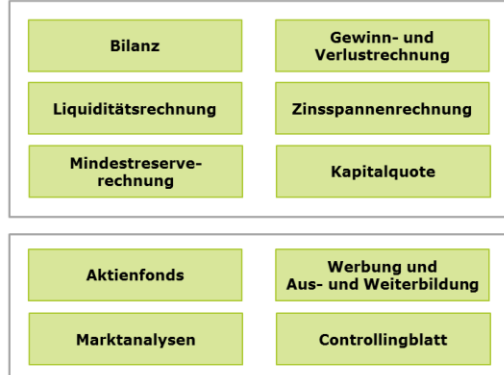 Bilanz
Gewinn- und
Verlustrechnung
Liquiditätsrechnung
Zinsspannenrechnung
Mindestreserve-
rechnung
Kapitalquote
Aktienfonds
Werbung und
Aus- und Weiterbildung
Marktanalysen
Controllingblatt